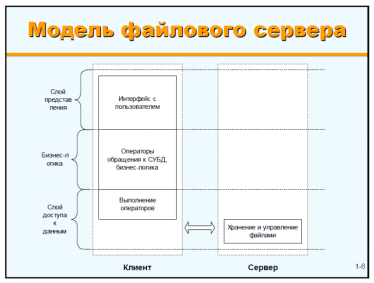 Модель файлового сервера
Слой
представ
ления
Интерфейс с
пользователем
Бизнес-л
огика
Операторы
обращения к СУБД,
бизнес-логика
Слой
доступа
к
данным
Выполнение
операторов
Хранение и управление
файлами
Клиент
Сервер
1-6